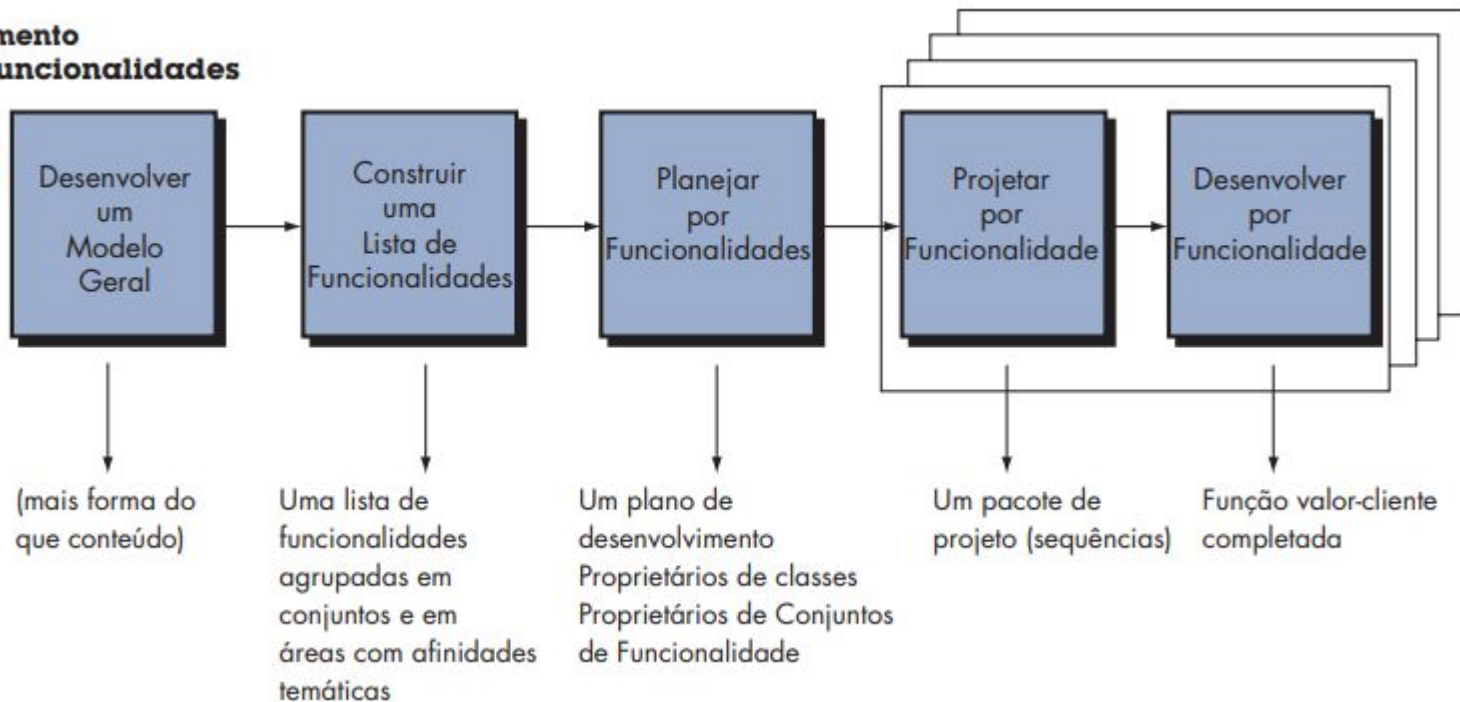 mento
uncionalidades
Desenvolver
um
Modelo
Geral
Construir
uma
Lista de
Funcionalidades
Planejar
por
Funcionalidades
Projetar
por
Funcionalidade
Desenvolver
por
Funcionalidade
(mais forma do
que conteúdo)
Uma lista de
funcionalidades
agrupadas em
conjuntos e em
áreas com afinidades
temáticas
Um plano de
desenvolvimento
Proprietários de classes
Proprietários de Conjuntos
de Funcionalidade
Um pacote de
projeto (sequências)
Função valor-cliente
completada